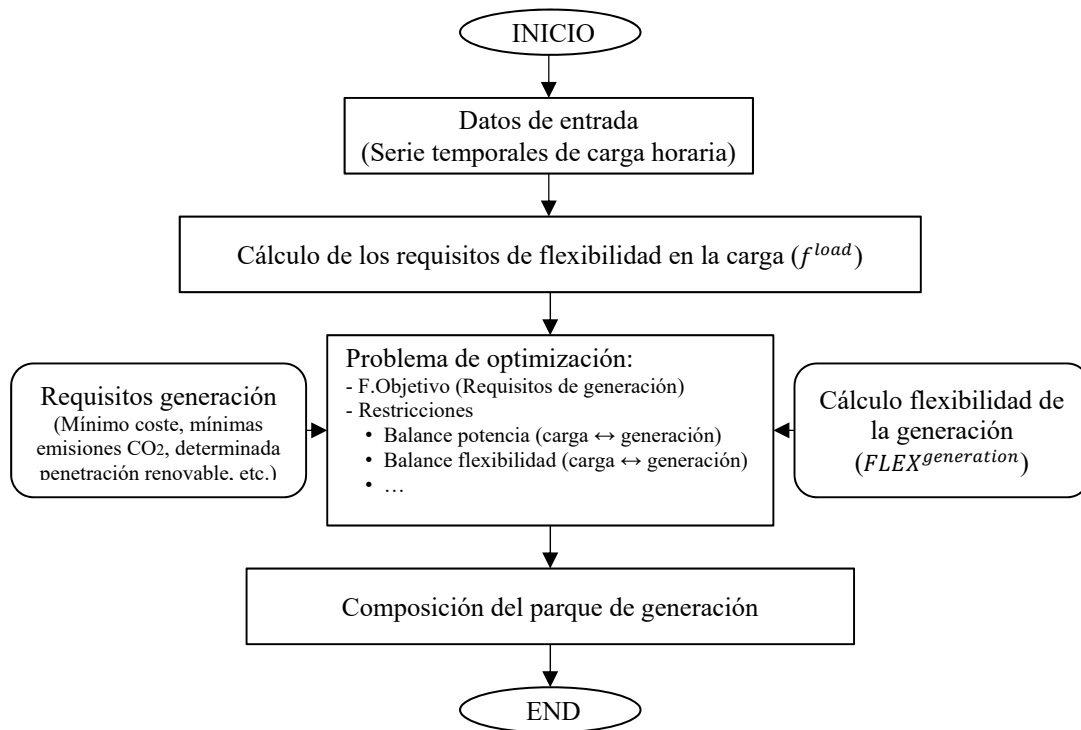 INICIO
Datos de entrada
(Serie temporales de carga horaria)
Cálculo de los requisitos de flexibilidad en la carga (f^load)
Problema de optimización:
- F.Objetivo (Requisitos de generación)
- Restricciones
• Balance potencia (carga ↔ generación)
• Balance flexibilidad (carga ↔ generación)
• …
Requisitos generación
(Mínimo coste, mínimas
emisiones CO2, determinada
penetración renovable, etc.)
Cálculo flexibilidad de
la generación
(FLEX^generation)
Composición del parque de generación
END